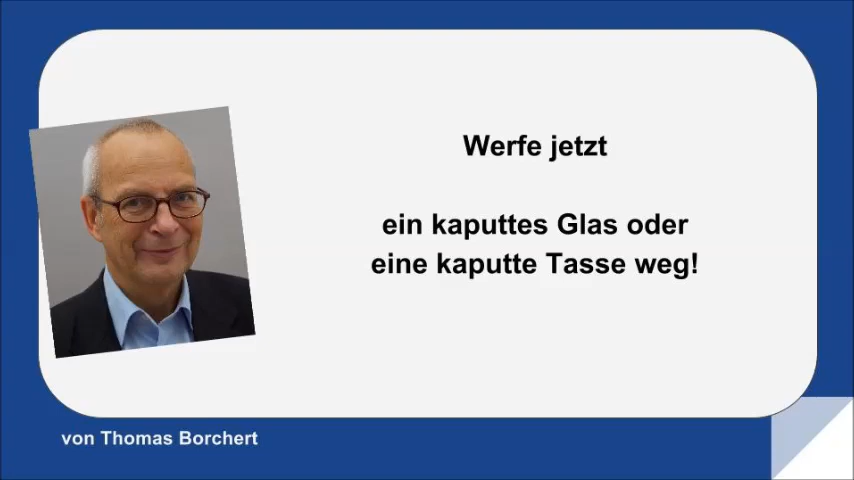 Werfe jetzt
ein kaputtes Glas oder
eine kaputte Tasse weg!
von Thomas Borchert